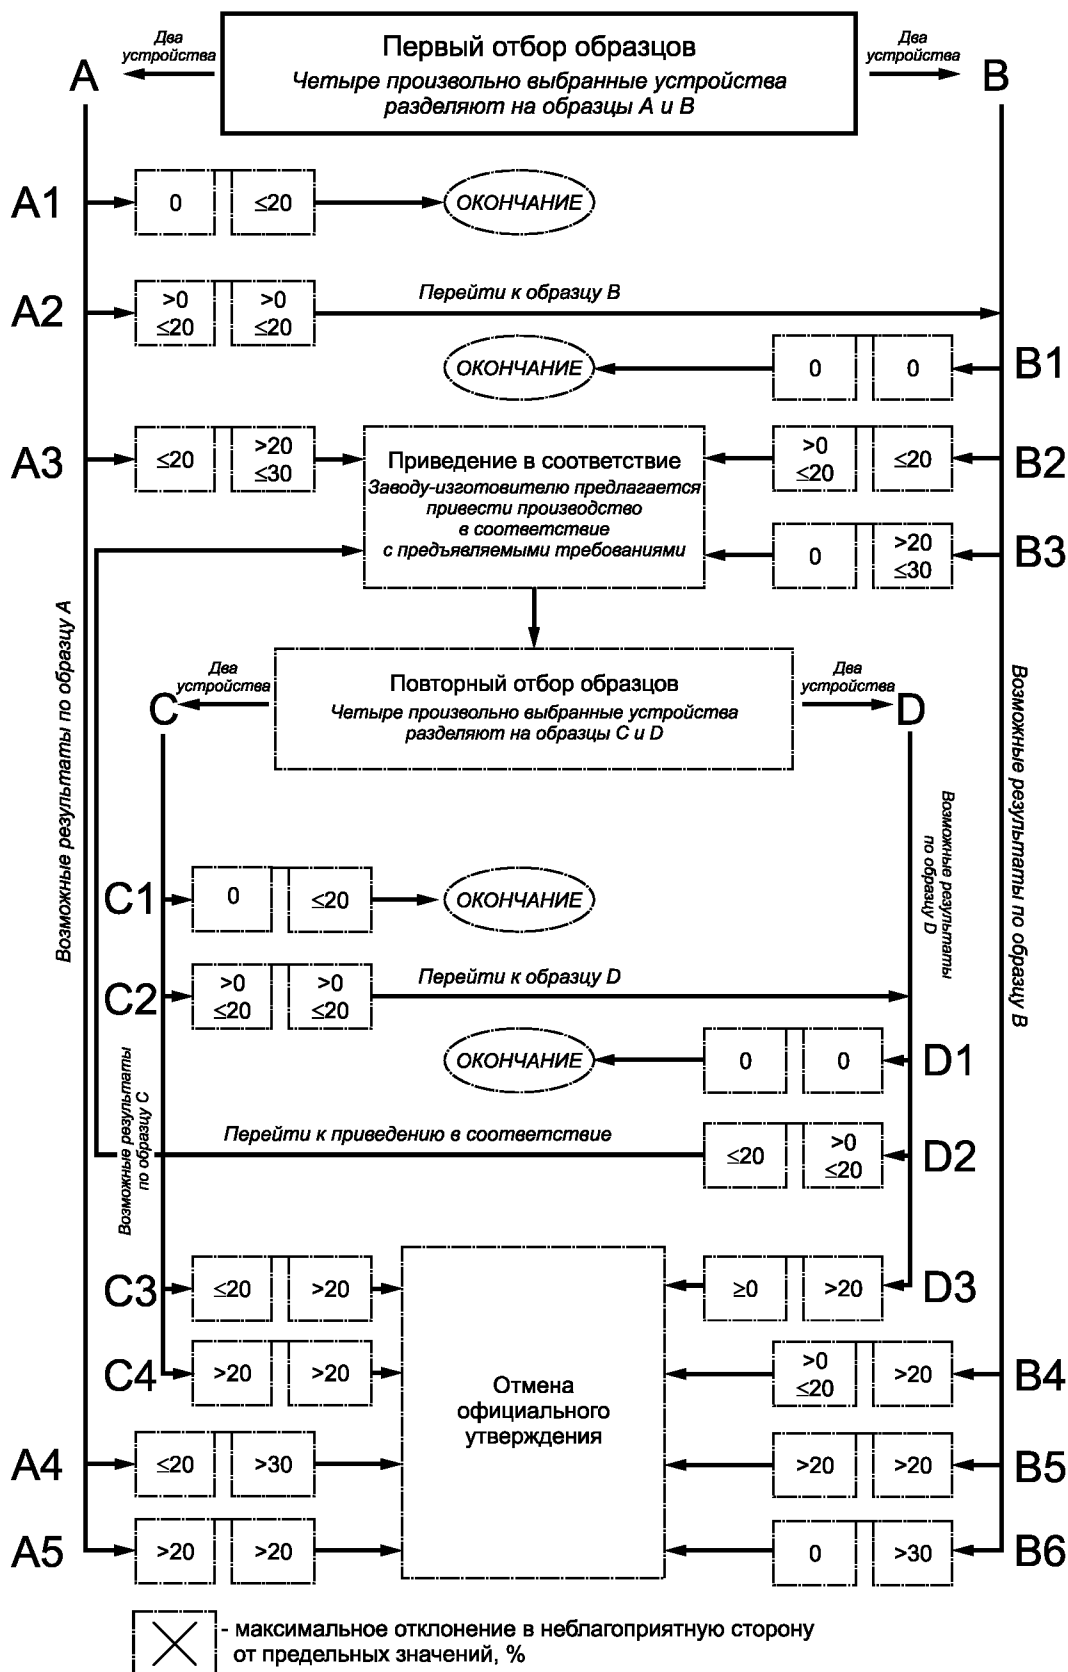 Два
устройства
Первый отбор образцов
Четыре произвольно выбранные устройства
разделяют на образцы А и В
Два
устройства
A
B
A1
0
≤20
ОКОНЧАНИЕ
A2
>0
≤20
>0
≤20
Перейти к образцу В
ОКОНЧАНИЕ
0
0
B1
A3
≤20
>20
≤30
Приведение в соответствие
Заводу-изготовителю предлагается
привести производство
в соответствие
с предъявляемыми требованиями
>0
≤20
≤20
B2
0
>20
≤30
B3
Возможные результаты по образцу А
Возможные результаты по образцу В
Два
устройства
Повторный отбор образцов
Четыре произвольно выбранные устройства
разделяют на образцы С и D
Два
устройства
C
D
Возможные результаты
по образцу D
C1
0
≤20
ОКОНЧАНИЕ
C2
>0
≤20
>0
≤20
Перейти к образцу D
ОКОНЧАНИЕ
0
0
D1
Возможные результаты
по образцу С
Перейти к приведению в соответствие
≤20
>0
≤20
D2
C3
≤20
>20
Отмена
официального
утверждения
≥0
>20
D3
C4
>20
>20
>0
≤20
>20
B4
A4
≤20
>30
>20
>20
B5
A5
>20
>20
0
>30
B6
- максимальное отклонение в неблагоприятную сторону
от предельных значений, %